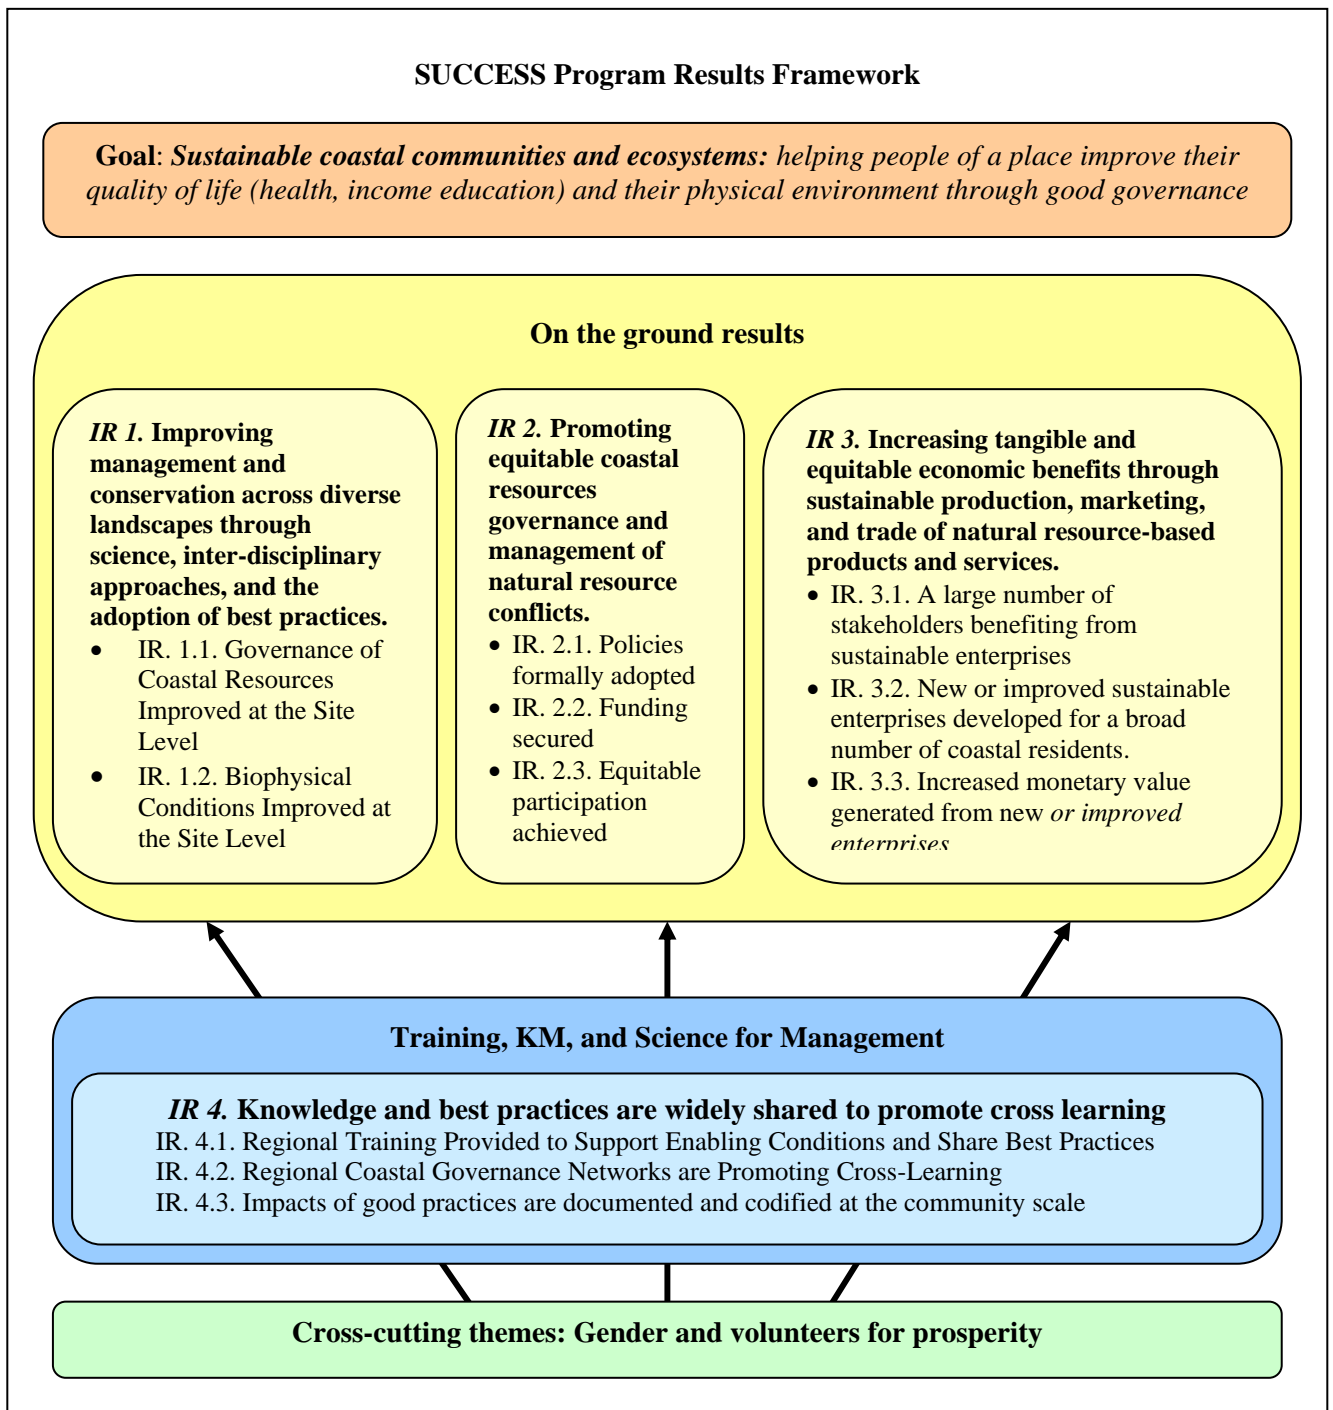 SUCCESS Program Results Framework
Goal: Sustainable coastal communities and ecosystems: helping people of a place improve their
quality of life (health, income education) and their physical environment through good governance
On the ground results
IR 1. Improving
management and
conservation across diverse
landscapes through
science, inter-disciplinary
approaches, and the
adoption of best practices.
• IR. 1.1. Governance of
Coastal Resources
Improved at the Site
Level
• IR. 1.2. Biophysical
Conditions Improved at
the Site Level
IR 2. Promoting
equitable coastal
resources
governance and
management of
natural resource
conflicts.
• IR. 2.1. Policies
formally adopted
• IR. 2.2. Funding
secured
• IR. 2.3. Equitable
participation
achieved
IR 3. Increasing tangible and
equitable economic benefits through
sustainable production, marketing,
and trade of natural resource-based
products and services.
• IR. 3.1. A large number of
stakeholders benefiting from
sustainable enterprises
• IR. 3.2. New or improved sustainable
enterprises developed for a broad
number of coastal residents.
• IR. 3.3. Increased monetary value
generated from new or improved
enterprises
Training, KM, and Science for Management
IR 4. Knowledge and best practices are widely shared to promote cross learning
IR. 4.1. Regional Training Provided to Support Enabling Conditions and Share Best Practices
IR. 4.2. Regional Coastal Governance Networks are Promoting Cross-Learning
IR. 4.3. Impacts of good practices are documented and codified at the community scale
Cross-cutting themes: Gender and volunteers for prosperity